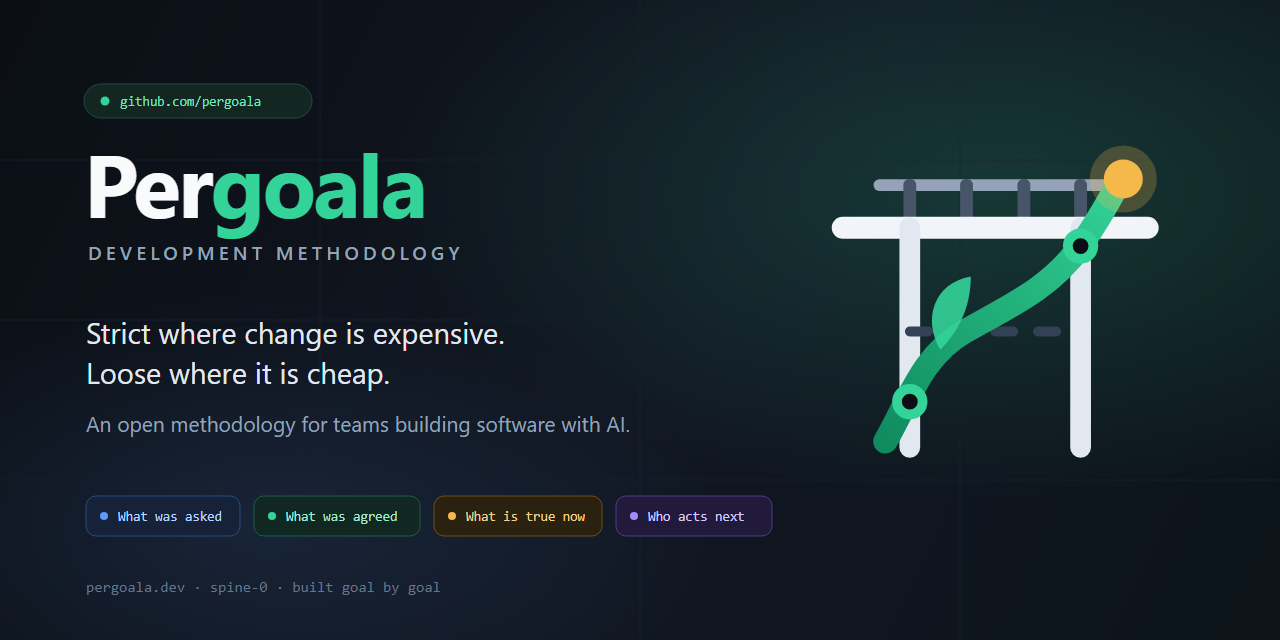 github.com/pergoala
Pergoala
DEVELOPMENT METHODOLOGY
Strict where change is expensive.
Loose where it is cheap.
An open methodology for teams building software with AI.
What was asked
What was agreed
What is true now
Who acts next
pergoala.dev · spine-0 · built goal by goal